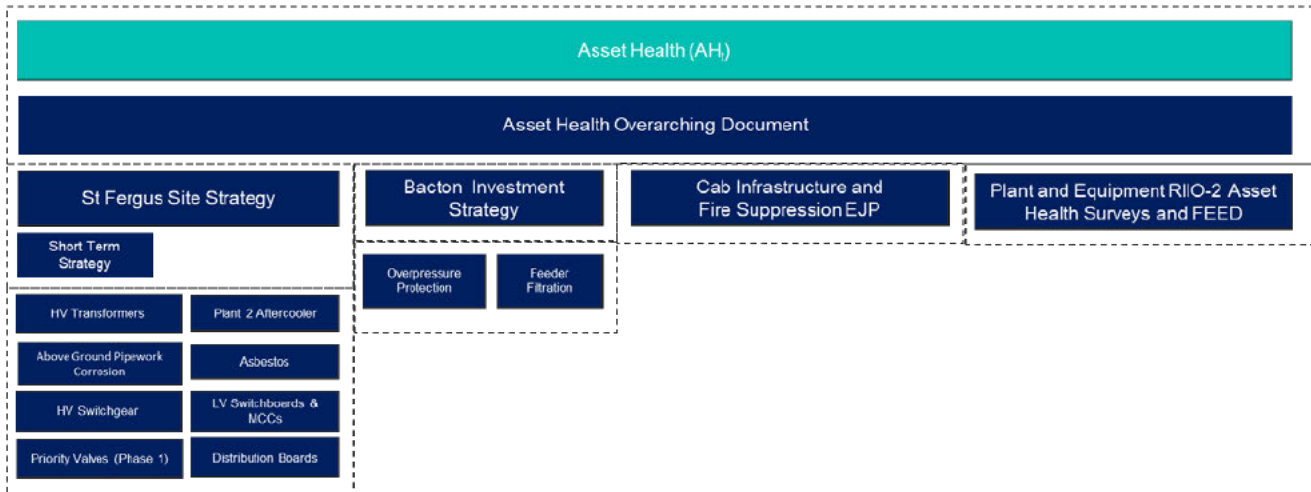 Asset Health (AHt)
Asset Health Overarching Document
St Fergus Site Strategy
Short Term
Strategy
Bacton Investment
Strategy
Cab Infrastructure and
Fire Suppression EJP
Plant and Equipment RIIO-2 Asset
Health Surveys and FEED
Overpressure
Protection
Feeder
Filtration
HV Transformers
Plant 2 Aftercooler
Above Ground Pipework
Corrosion
Asbestos
HV Switchgear
LV Switchboards &
MCCs
Priority Valves (Phase 1)
Distribution Boards